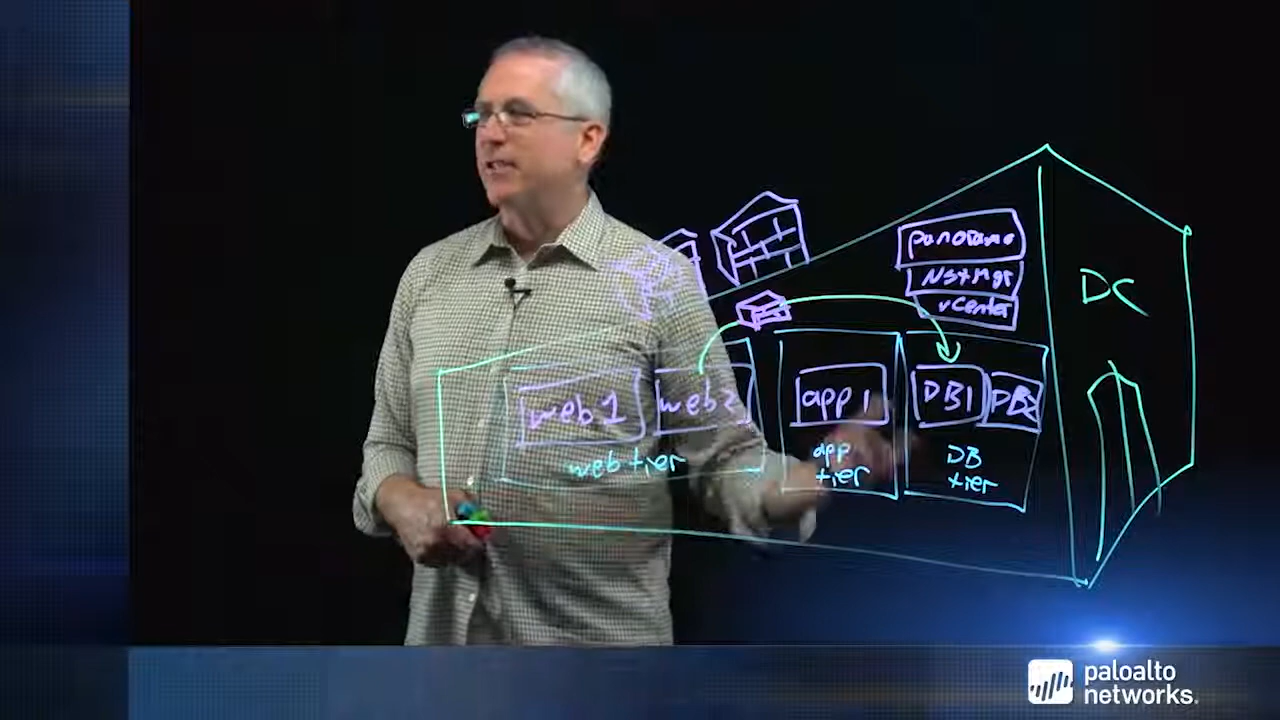 panorama
NSX Mgr
vCenter
DC
web1
web2
app1
DB1
DB2
web tier
app
tier
DB
tier
paloalto
networks